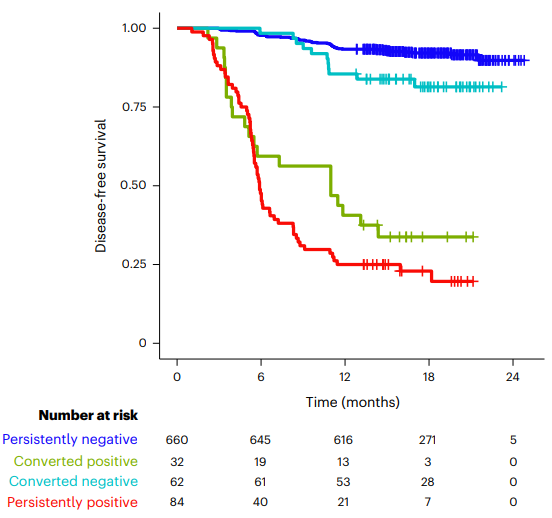 1.00
0.75
0.50
0.25
0
Disease-free survival
0 6 12 18 24
Time (months)
Number at risk
Persistently negative 660 645 616 271 5
Converted positive 32 19 13 3 0
Converted negative 62 61 53 28 0
Persistently positive 84 40 21 7 0